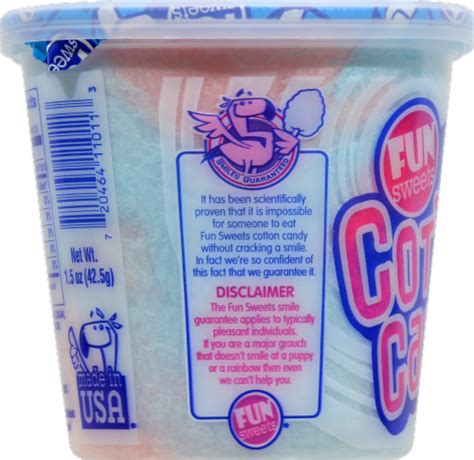 7 20464 11011 3
Net Wt.
1.5 oz (42.5g)
made in
USA
SMILES GUARANTEED
It has been scientifically
proven that it is impossible
for someone to eat
Fun Sweets cotton candy
without cracking a smile.
In fact we're so confident of
this fact that we guarantee it.
DISCLAIMER
The Fun Sweets smile
guarantee applies to typically
pleasant individuals.
If you are a major grouch
that doesn't smile at a puppy
or a rainbow then even
we can't help you.
FUN
sweets
FUN
sweets
Cot
Ca